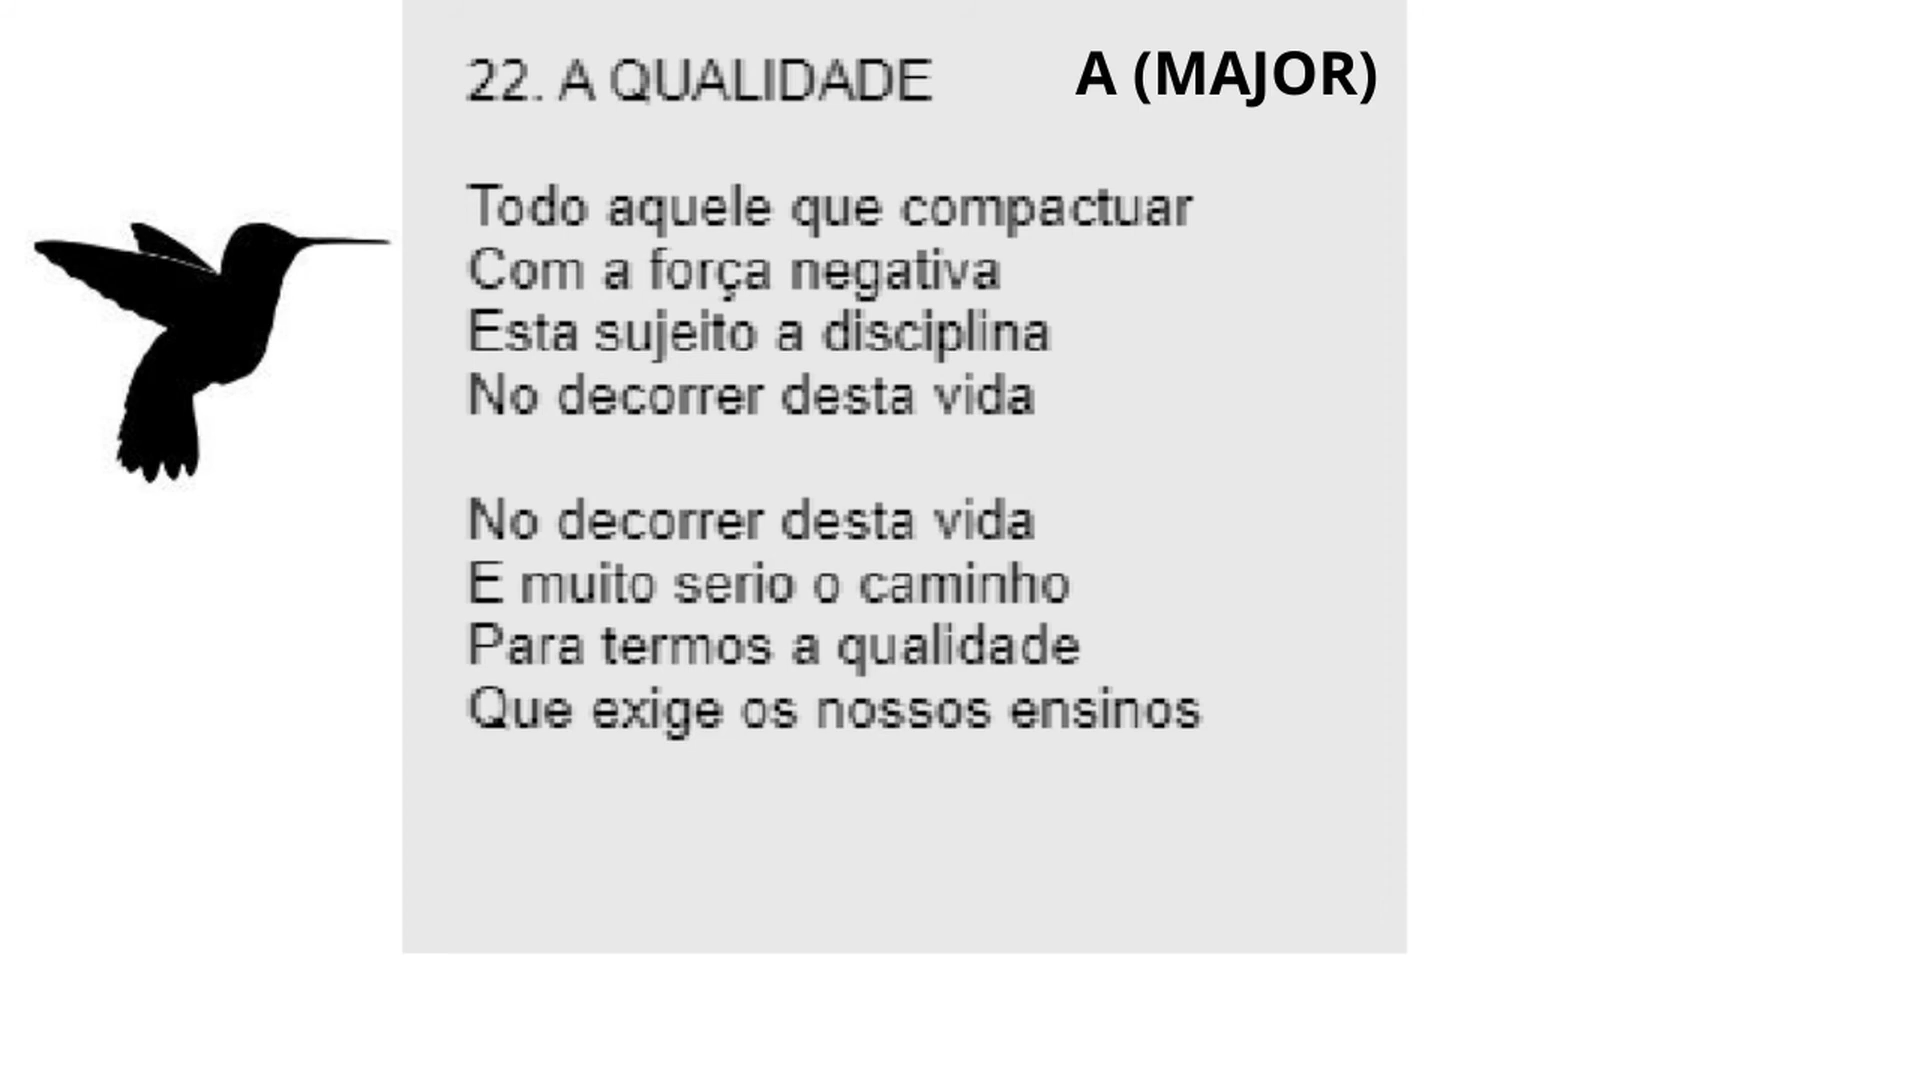 22. A QUALIDADE A (MAJOR)
Todo aquele que compactuar
Com a força negativa
Esta sujeito a disciplina
No decorrer desta vida
No decorrer desta vida
E muito serio o caminho
Para termos a qualidade
Que exige os nossos ensinos